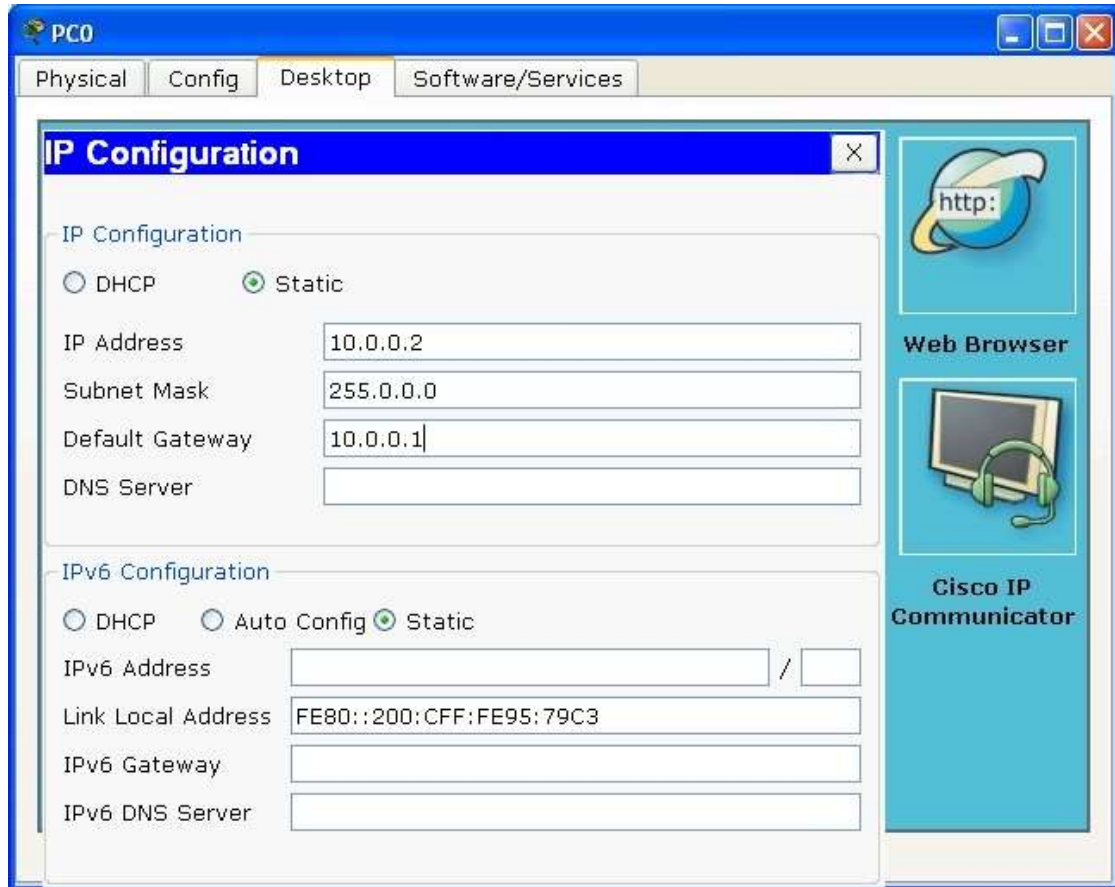 PC0
Physical Config Desktop Software/Services
IP Configuration X
http:
Web Browser
Cisco IP
Communicator
IP Configuration
DHCP Static
IP Address 10.0.0.2
Subnet Mask 255.0.0.0
Default Gateway 10.0.0.1
DNS Server
IPv6 Configuration
DHCP Auto Config Static
IPv6 Address /
Link Local Address FE80::200:CFF:FE95:79C3
IPv6 Gateway
IPv6 DNS Server